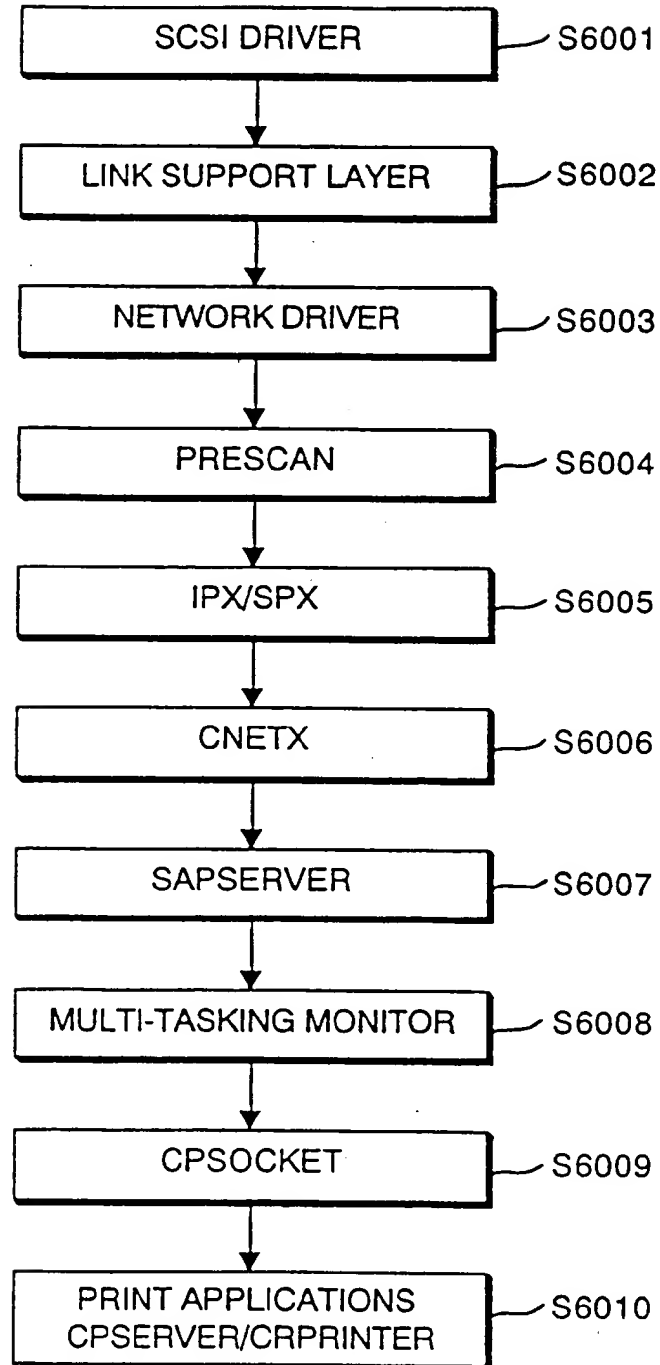 SCSI DRIVER S6001
LINK SUPPORT LAYER S6002
NETWORK DRIVER S6003
PRESCAN S6004
IPX/SPX S6005
CNETX S6006
SAPSERVER S6007
MULTI-TASKING MONITOR S6008
CPSOCKET S6009
PRINT APPLICATIONS S6010
CPSERVER/CRPRINTER